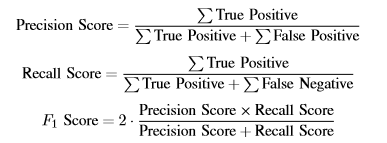 Precision Score = ∑ True Positive / ∑ True Positive + ∑ False Positive
Recall Score = ∑ True Positive / ∑ True Positive + ∑ False Negative
F₁ Score = 2 · Precision Score × Recall Score / Precision Score + Recall Score